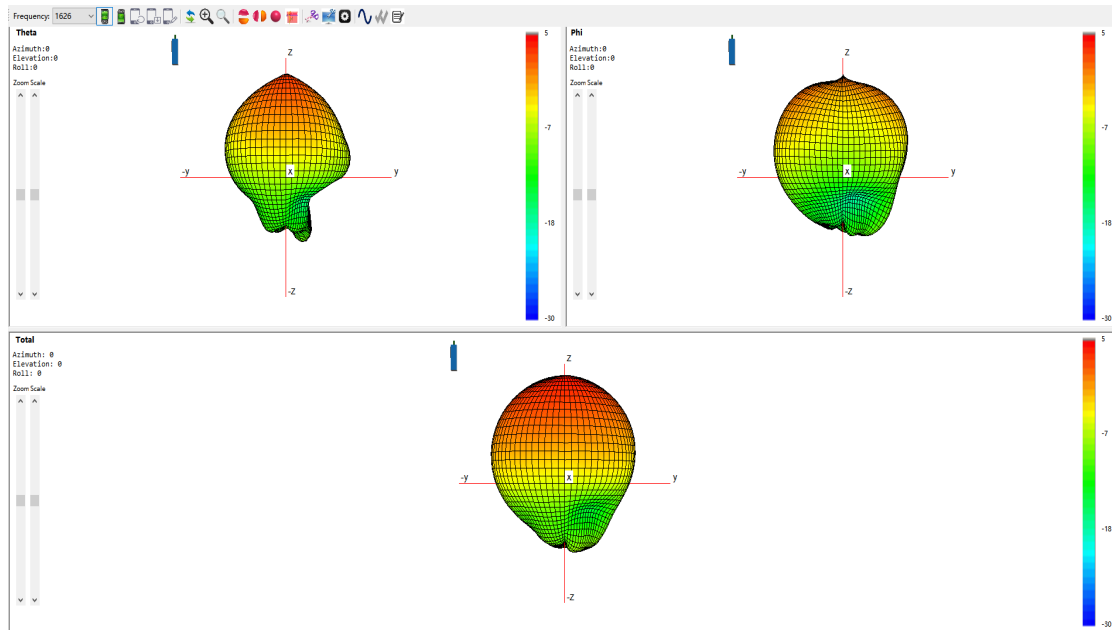 Frequency: 1626
Theta
Azimuth:0
Elevation:0
Roll:0
Zoom Scale
Z
-y
X
y
-Z
5
-7
-18
-30
Phi
Azimuth:0
Elevation:0
Roll:0
Zoom Scale
Z
-y
X
y
-Z
5
-7
-18
-30
Total
Azimuth: 0
Elevation: 0
Roll: 0
Zoom Scale
Z
-y
X
y
-Z
5
-7
-18
-30